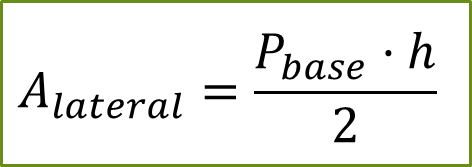 A_lateral = (P_base · h) / 2